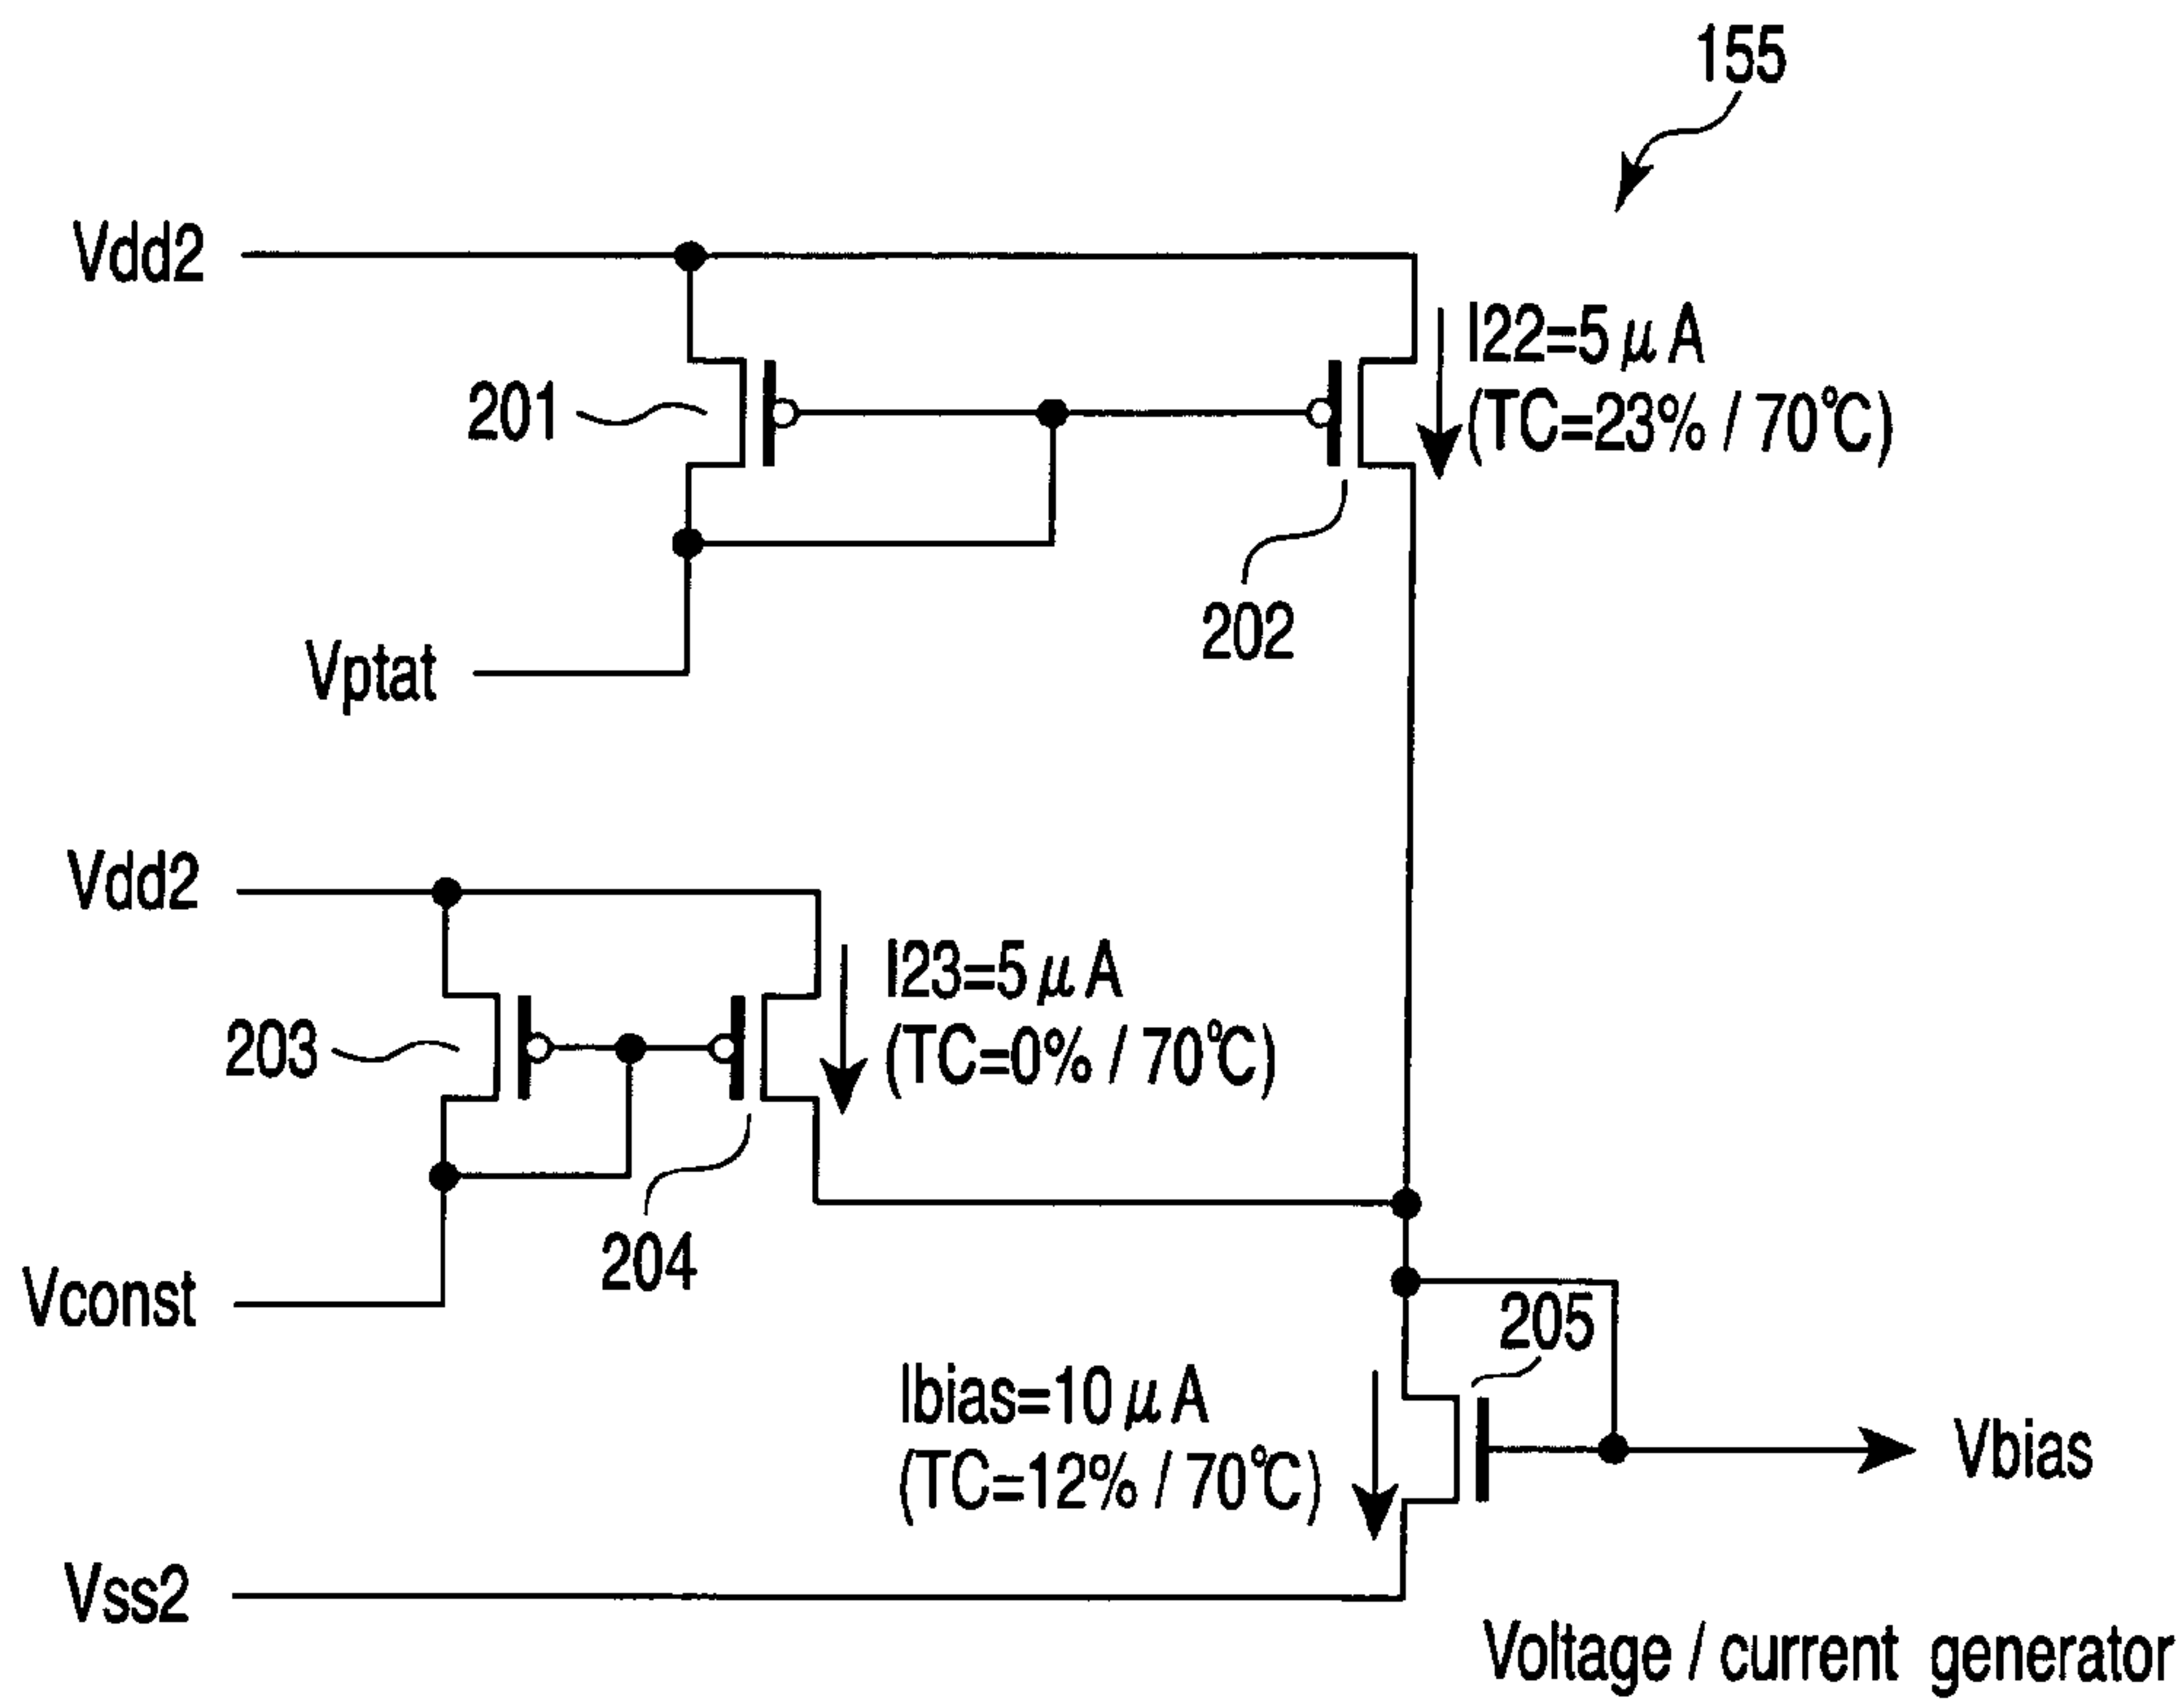 155
Vdd2
I22=5μA
(TC=23%/70℃)
201
202
Vptat
Vdd2
I23=5μA
(TC=0%/70℃)
203
204
Vconst
205
Ibias=10μA
(TC=12%/70℃)
Vbias
Vss2
Voltage/current generator